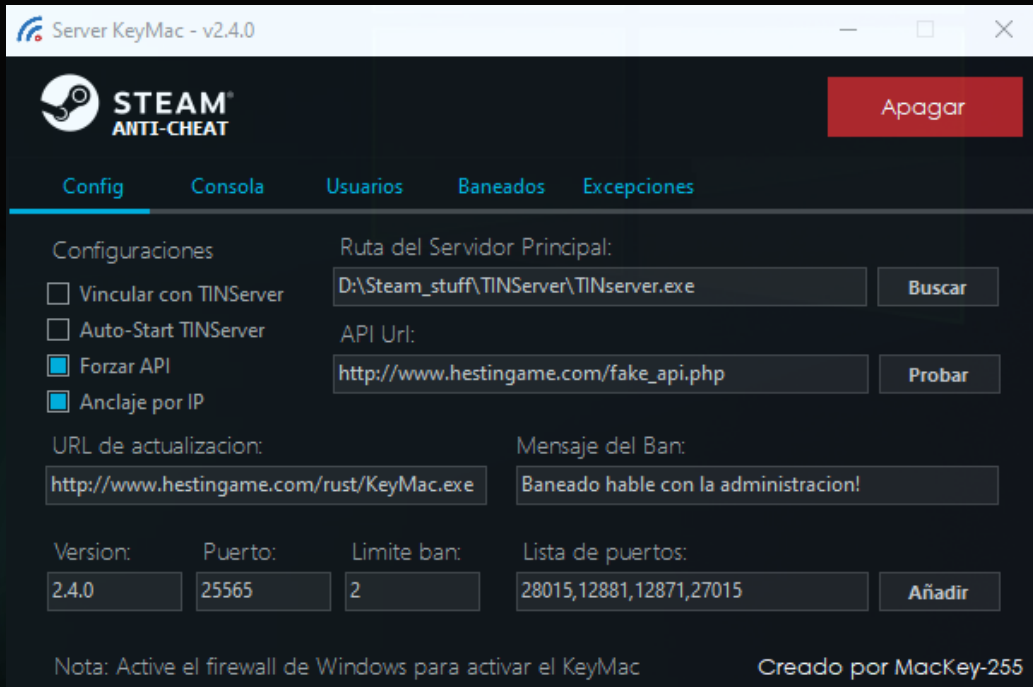 Server KeyMac - v2.4.0
STEAM®
ANTI-CHEAT
Apagar
Config Consola Usuarios Baneados Excepciones
Configuraciones
Vincular con TINServer
Auto-Start TINServer
Forzar API
Anclaje por IP
Ruta del Servidor Principal:
D:\Steam_stuff\TINServer\TINserver.exe Buscar
API Url:
http://www.hestingame.com/fake_api.php Probar
URL de actualizacion:
http://www.hestingame.com/rust/KeyMac.exe
Mensaje del Ban:
Baneado hable con la administracion!
Version: Puerto: Limite ban: Lista de puertos:
2.4.0 25565 2 28015,12881,12871,27015 Añadir
Nota: Active el firewall de Windows para activar el KeyMac
Creado por MacKey-255